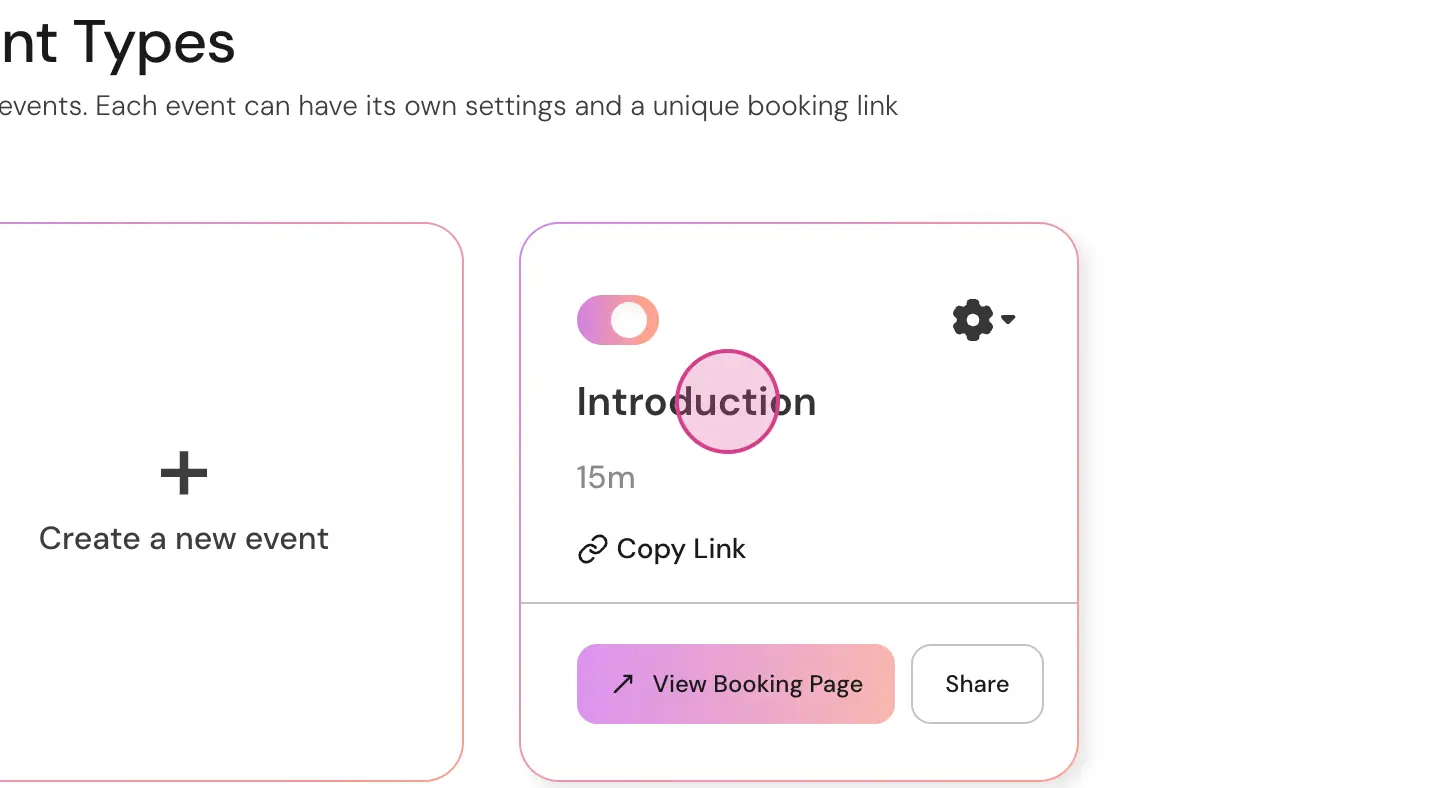 nt Types
events. Each event can have its own settings and a unique booking link
Introduction
15m
Create a new event
Copy Link
View Booking Page
Share